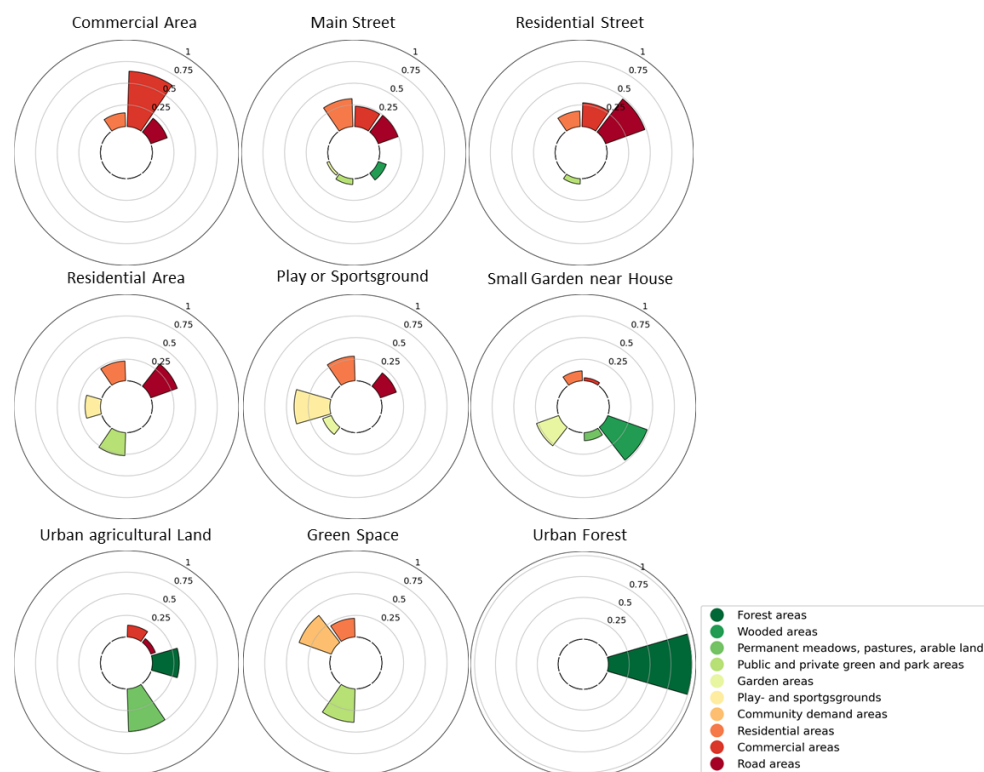 Commercial Area
Main Street
Residential Street
1
0.75
0.5
0.25
1
0.75
0.5
0.25
1
0.75
0.5
0.25
Residential Area
Play or Sportsground
Small Garden near House
1
0.75
0.5
0.25
1
0.75
0.5
0.25
1
0.75
0.5
0.25
Urban agricultural Land
Green Space
Urban Forest
1
0.75
0.5
0.25
1
0.75
0.5
0.25
1
0.75
0.5
0.25
Forest areas
Wooded areas
Permanent meadows, pastures, arable land
Public and private green and park areas
Garden areas
Play- and sportgsgrounds
Community demand areas
Residential areas
Commercial areas
Road areas